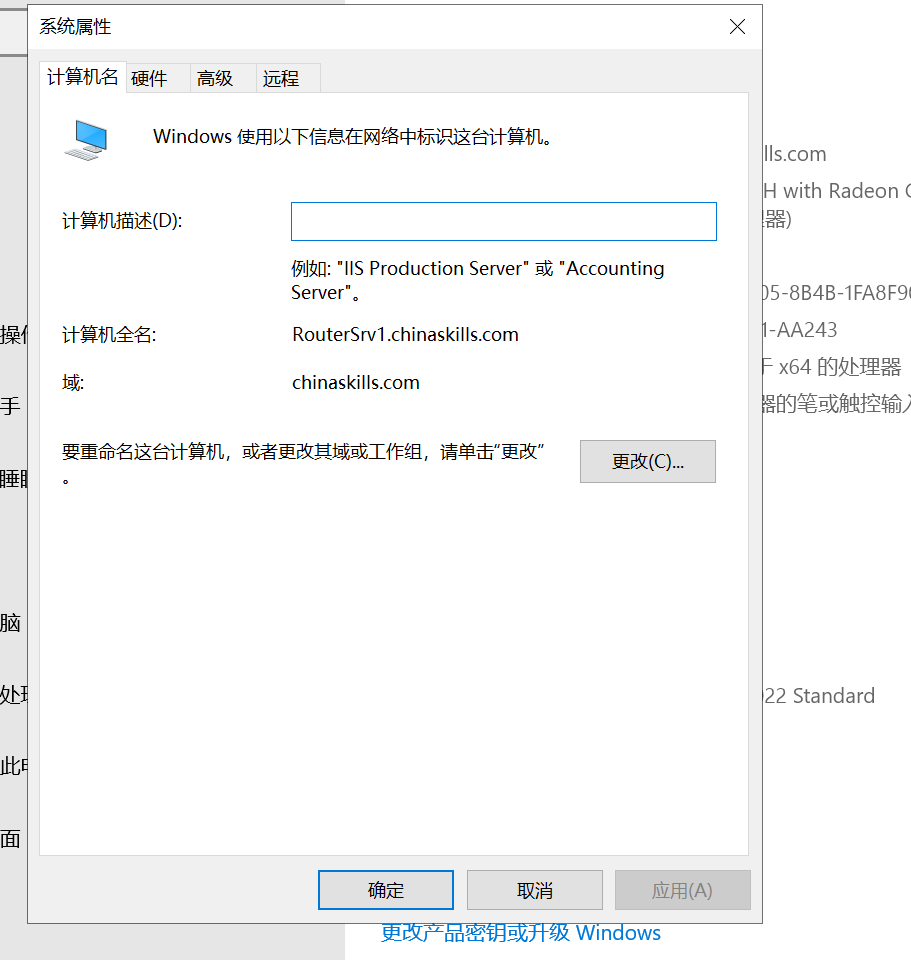 系统属性
计算机名 硬件 高级 远程
Windows 使用以下信息在网络中标识这台计算机。
计算机描述(D):
例如: "IIS Production Server" 或 "Accounting
Server"。
计算机全名: RouterSrv1.chinaskills.com
域: chinaskills.com
要重命名这台计算机，或者更改其域或工作组，请单击“更改”
。
更改(C)...
确定 取消 应用(A)
lls.com
H with Radeon
器)
05-8B4B-1FA8F9
1-AA243
x64 的处理器
器的笔或触控输入
22 Standard
操作
手
睡眠
脑
处理
此电
面
更改产品密钥或升级 Windows